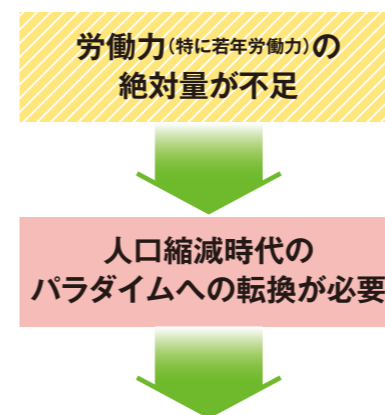 労働力(特に若年労働力)の
絶対量が不足
人口縮減時代の
パラダイムへの転換が必要